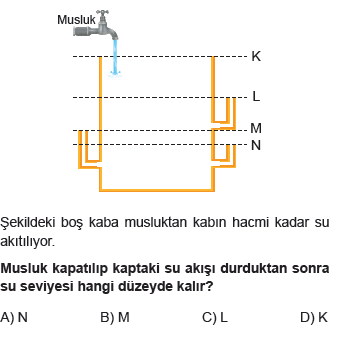 Musluk
K
L
M
N
Şekildeki boş kaba musluktan kabın hacmi kadar su
akıtılıyor.
Musluk kapatılıp kaptaki su akışı durduktan sonra
su seviyesi hangi düzeyde kalır?
A) N B) M C) L D) K